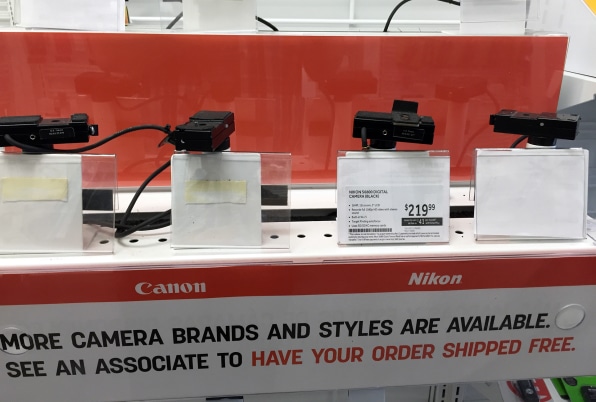 NIKON S6800 DIGITAL
CAMERA (BLACK)
$219.99
Canon
Nikon
MORE CAMERA BRANDS AND STYLES ARE AVAILABLE.
SEE AN ASSOCIATE TO HAVE YOUR ORDER SHIPPED FREE.